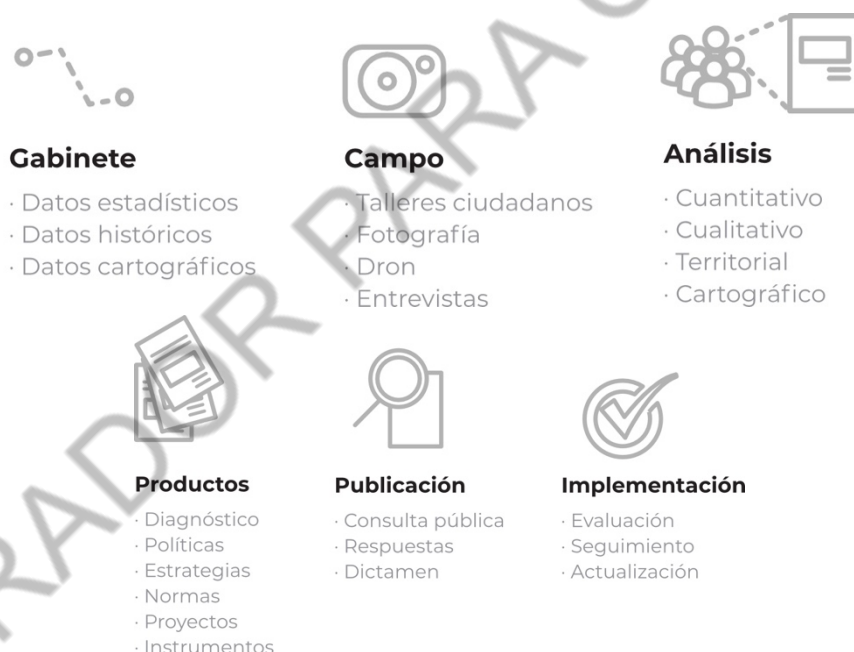 Gabinete
· Datos estadísticos
· Datos históricos
· Datos cartográficos
Campo
· Talleres ciudadanos
· Fotografía
· Dron
· Entrevistas
Análisis
· Cuantitativo
· Cualitativo
· Territorial
· Cartográfico
Productos
· Diagnóstico
· Políticas
· Estrategias
· Normas
· Proyectos
· Instrumentos
Publicación
· Consulta pública
· Respuestas
· Dictamen
Implementación
· Evaluación
· Seguimiento
· Actualización
PARA